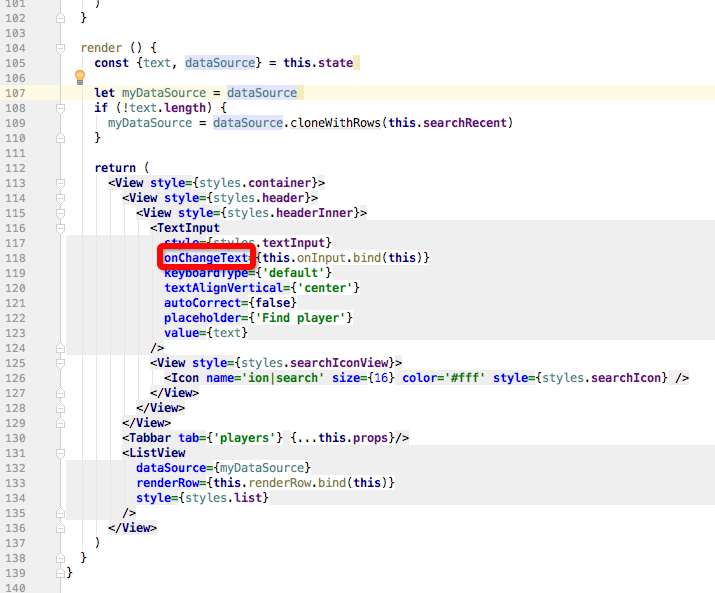 101 )
102 }
103
104 render () {
105 const {text, dataSource} = this.state
106
107 let myDataSource = dataSource
108 if (!text.length) {
109 myDataSource = dataSource.cloneWithRows(this.searchRecent)
110 }
111
112 return (
113 <View style={styles.container}>
114 <View style={styles.header}>
115 <View style={styles.headerInner}>
116 <TextInput
117 style={styles.textInput}
118 onChangeText={this.onInput.bind(this)}
119 keyboardType={'default'}
120 textAlignVertical={'center'}
121 autoCorrect={false}
122 placeholder={'Find player'}
123 value={text}
124 />
125 <View style={styles.searchIconView}>
126 <Icon name='ion|search' size={16} color='#fff' style={styles.searchIcon} />
127 </View>
128 </View>
129 </View>
130 <Tabbar tab={'players'} {...this.props}/>
131 <ListView
132 dataSource={myDataSource}
133 renderRow={this.renderRow.bind(this)}
134 style={styles.list}
135 />
136 </View>
137 )
138 }
139 }
140